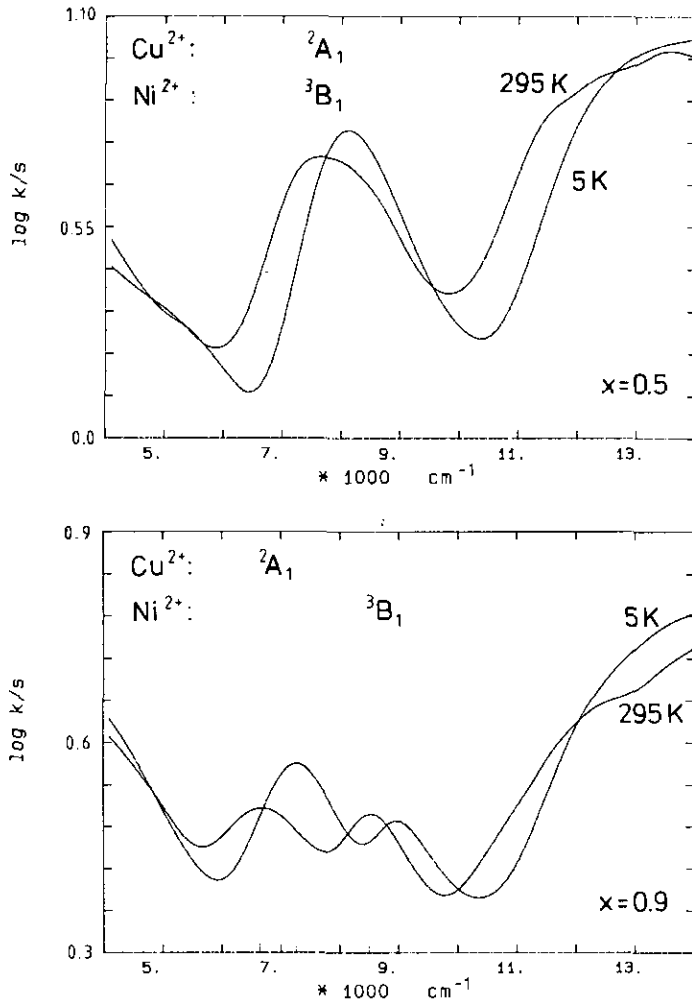 1.10
Cu²⁺: ²A₁
Ni²⁺: ³B₁
295K
5K
log k/s
0.55
x=0.5
0.0
5. 7. 9. 11. 13.
* 1000 cm⁻¹
0.9
Cu²⁺: ²A₁
Ni²⁺: ³B₁
5K
295K
log k/s
0.6
x=0.9
0.3
5. 7. 9. 11. 13.
* 1000 cm⁻¹